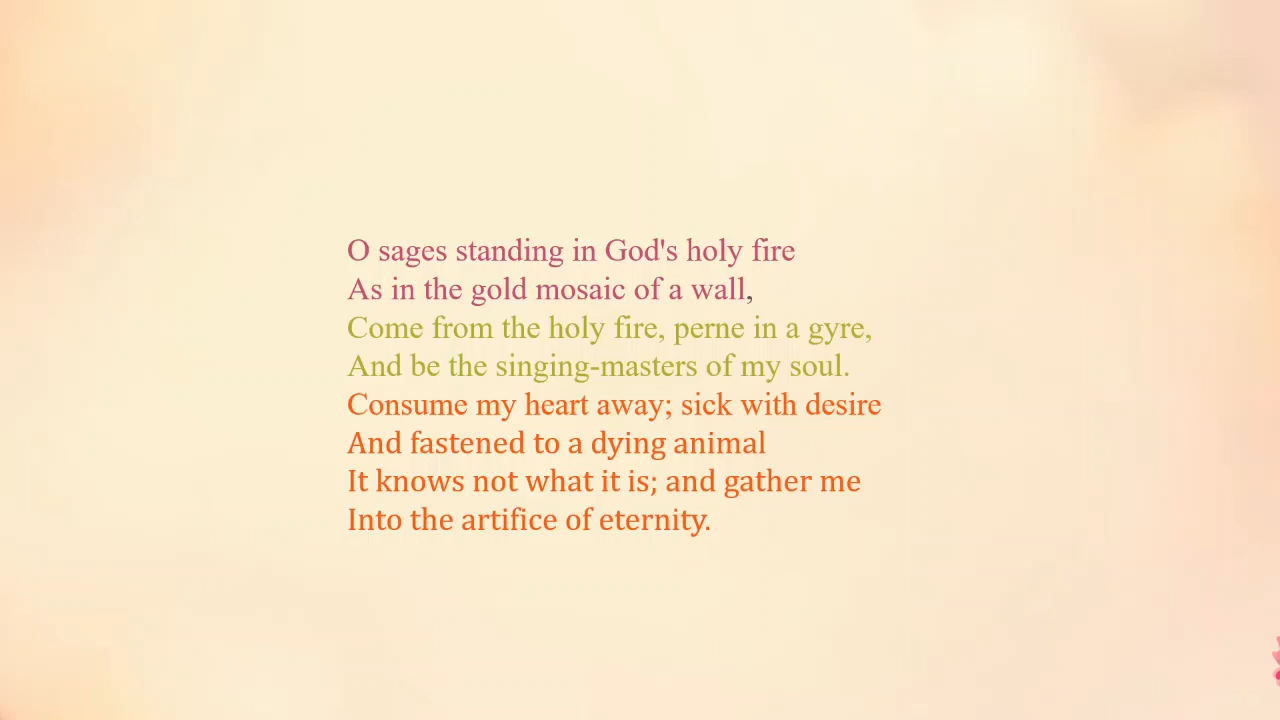 O sages standing in God's holy fire
As in the gold mosaic of a wall,
Come from the holy fire, perne in a gyre,
And be the singing-masters of my soul.
Consume my heart away; sick with desire
And fastened to a dying animal
It knows not what it is; and gather me
Into the artifice of eternity.